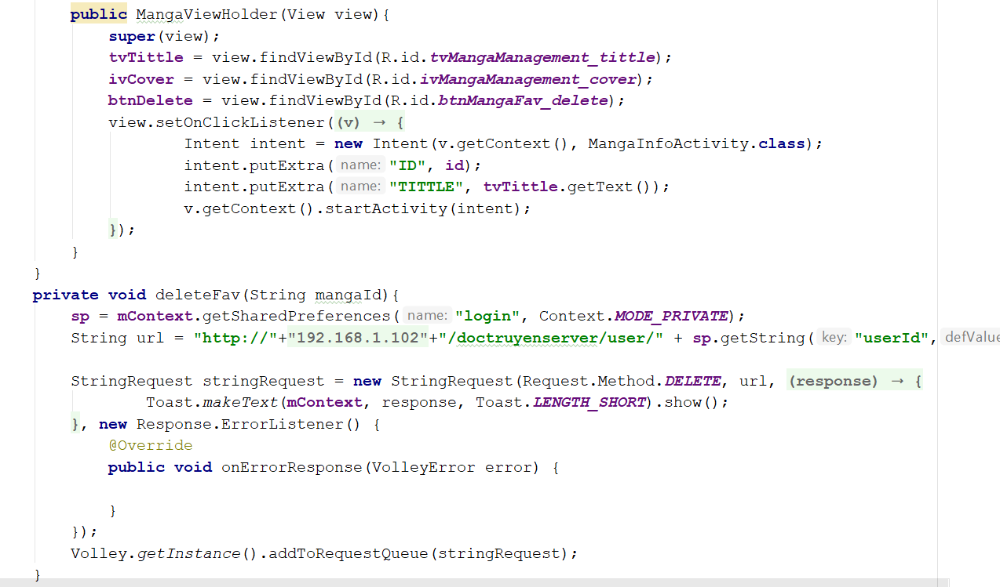 public MangaViewHolder(View view){
super(view);
tvTittle = view.findViewById(R.id.tvMangaManagement_tittle);
ivCover = view.findViewById(R.id.ivMangaManagement_cover);
btnDelete = view.findViewById(R.id.btnMangaFav_delete);
view.setOnClickListener((v) → {
Intent intent = new Intent(v.getContext(), MangaInfoActivity.class);
intent.putExtra( name: "ID", id);
intent.putExtra( name: "TITTLE", tvTittle.getText());
v.getContext().startActivity(intent);
});
}
}
private void deleteFav(String mangaId){
sp = mContext.getSharedPreferences( name: "login", Context.MODE_PRIVATE);
String url = "http://"+"192.168.1.102"+"/doctruyenserver/user/" + sp.getString( key: "userId", defValue
StringRequest stringRequest = new StringRequest(Request.Method.DELETE, url, (response) → {
Toast.makeText(mContext, response, Toast.LENGTH_SHORT).show();
}, new Response.ErrorListener() {
@Override
public void onErrorResponse(VolleyError error) {
}
});
Volley.getInstance().addToRequestQueue(stringRequest);
}